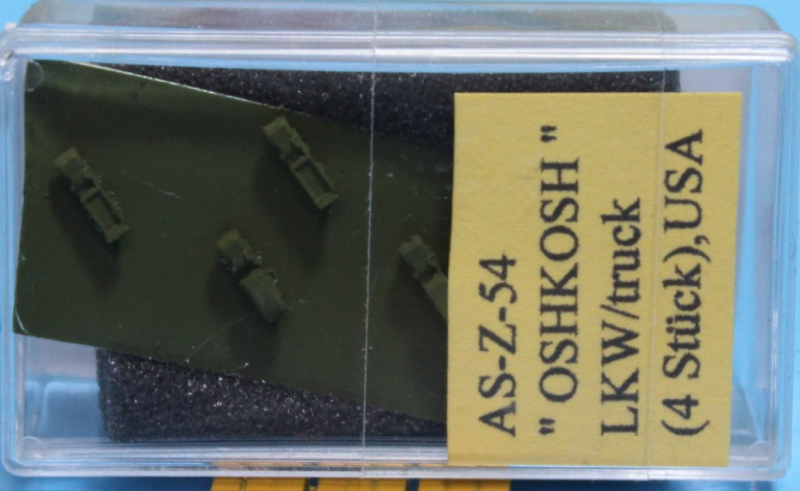 AS-Z-54
" OSHKOSH "
LKW/truck
(4 Stück),USA